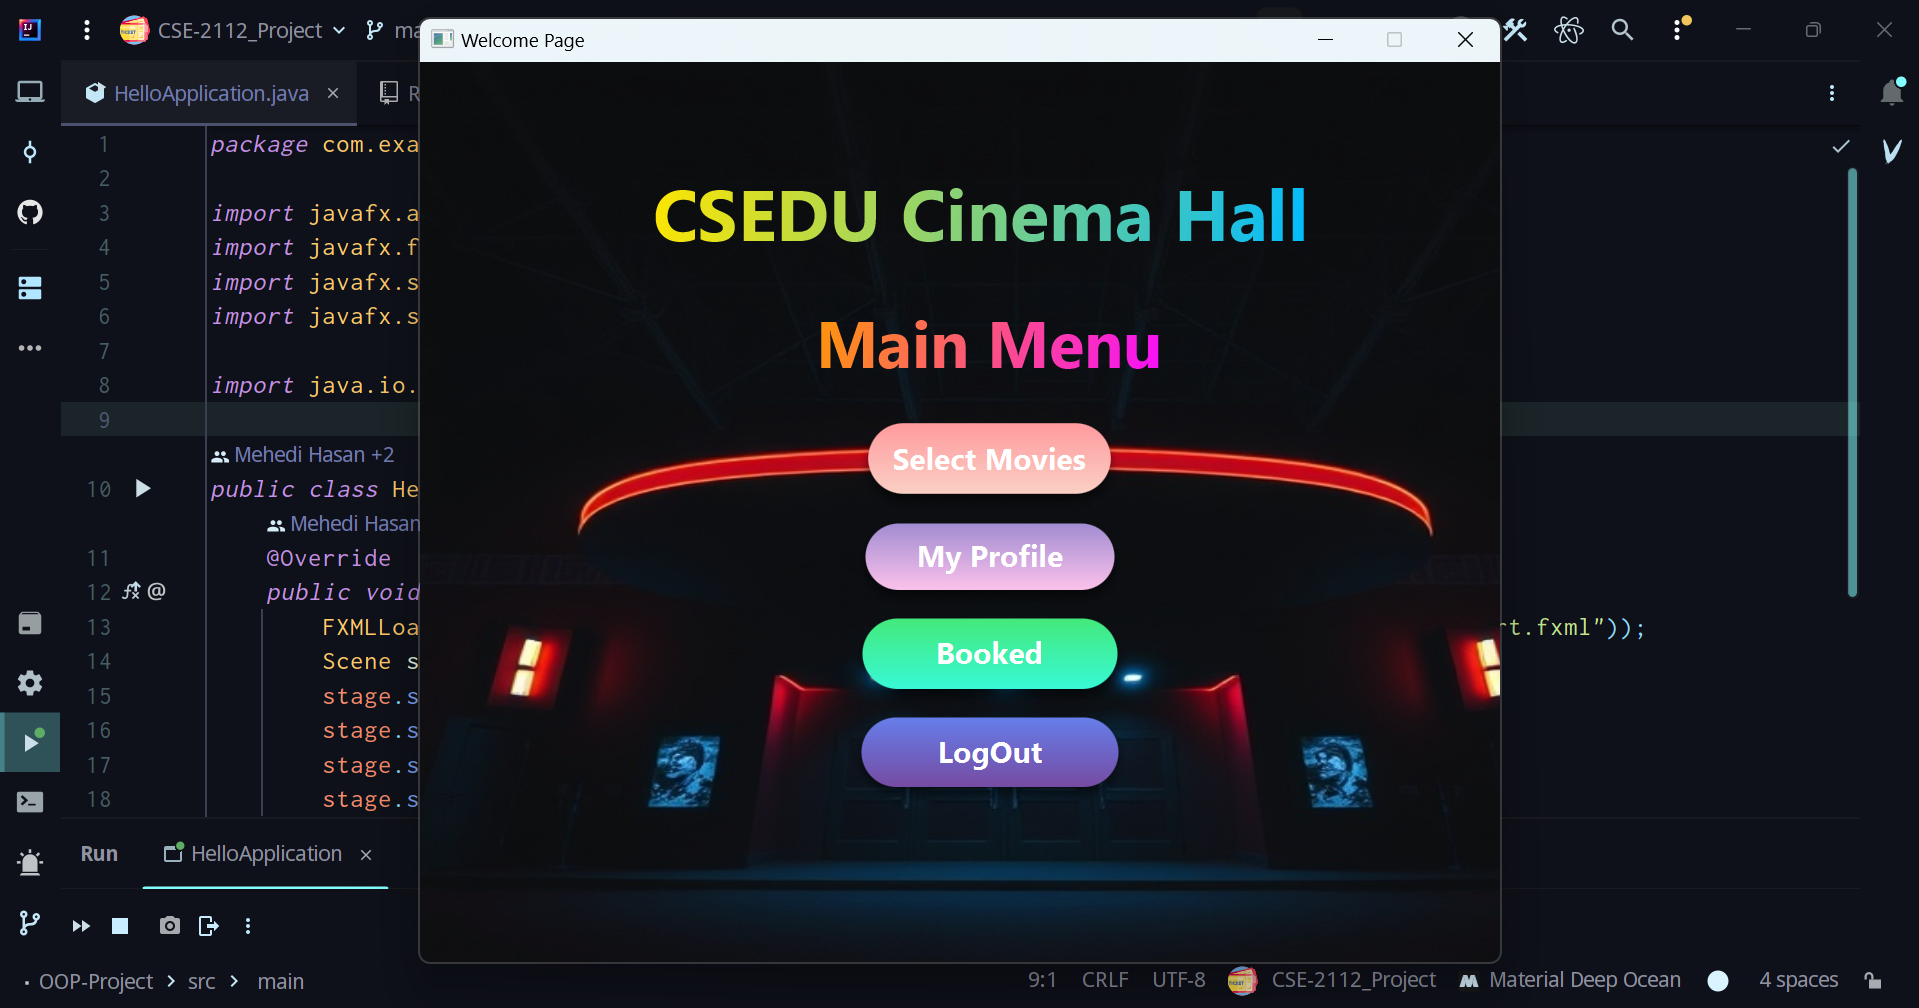 CSE-2112_Project
ma
Welcome Page
HelloApplication.java
R
1 package com.exa
2
3 import javafx.a
4 import javafx.f
5 import javafx.s
6 import javafx.s
7
8 import java.io.
9
Mehedi Hasan +2
10 public class He
Mehedi Hasan
11 @Override
12 public void
13 FXMLLoa rt.fxml"));
14 Scene s
15 stage.s
16 stage.s
17 stage.s
18 stage.s
CSEDU Cinema Hall
Main Menu
Select Movies
My Profile
Booked
LogOut
Run HelloApplication
OOP-Project > src > main
9:1 CRLF UTF-8 CSE-2112_Project Material Deep Ocean 4 spaces